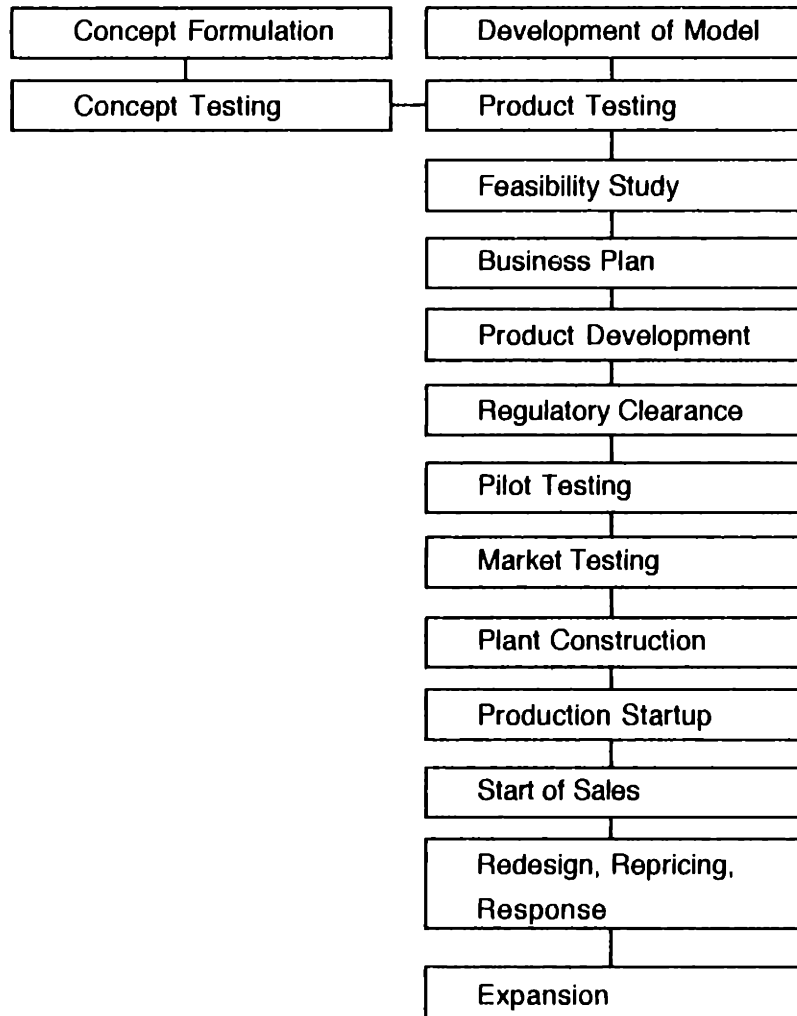 Concept Formulation
Concept Testing
Development of Model
Product Testing
Feasibility Study
Business Plan
Product Development
Regulatory Clearance
Pilot Testing
Market Testing
Plant Construction
Production Startup
Start of Sales
Redesign, Repricing,
Response
Expansion